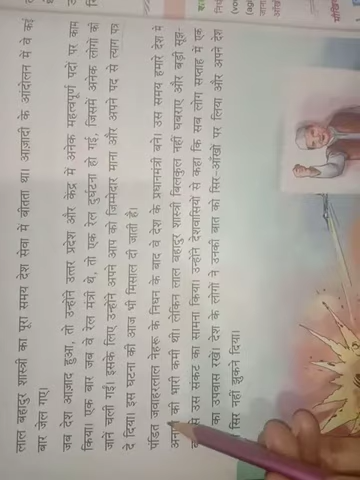 लाल बहादुर शास्त्री का पूरा समय देश सेवा में बीतता था। आज़ादी के आंदोलन में वे कई
बार जेल गए।
जब देश आज़ाद हुआ, तो उन्होंने उत्तर प्रदेश और केंद्र में अनेक महत्वपूर्ण पदों पर काम
किया। एक बार जब वे रेल मंत्री थे, तो एक रेल दुर्घटना हो गई, जिसमें अनेक लोगों की
जानें चली गईं। इसके लिए उन्होंने अपने आप को ज़िम्मेदार माना और अपने पद से त्याग पत्र
दे दिया। इस घटना की आज भी मिसाल दी जाती है।
पंडित जवाहरलाल नेहरू के निधन के बाद वे देश के प्रधानमंत्री बने। उस समय हमारे देश में
की भारी कमी थी। लेकिन लाल बहादुर शास्त्री बिलकुल नहीं घबराए और बड़ी सूझ-
से उस संकट का सामना किया। उन्होंने देशवासियों से कहा कि सब लोग सप्ताह में एक
का उपवास रखें। देश के लोगों ने उनकी बात को सिर-आँखों पर लिया और अपने देश
सिर नहीं झुकने दिया।